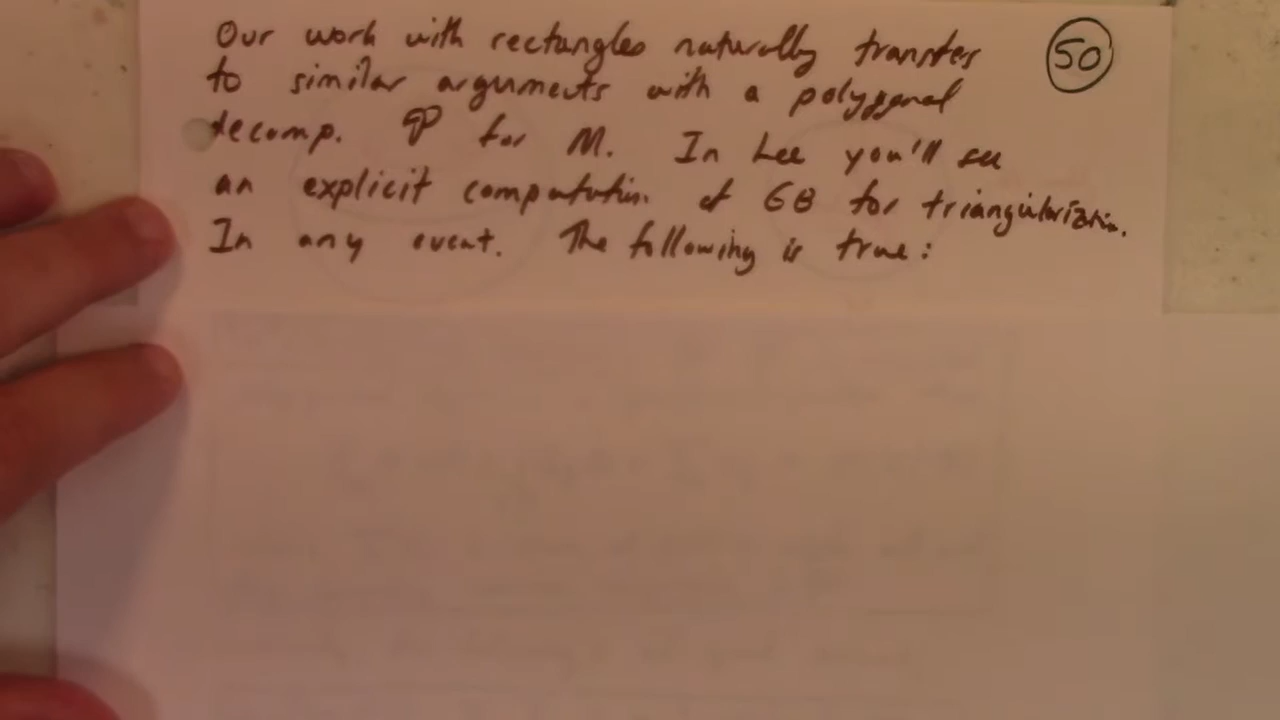 Our work with rectangles naturally transfers
to similar arguments with a polygonal
decomp. P for M. In Lee you'll see
an explicit computation of GB for triangularization.
In any event. The following is true:
50